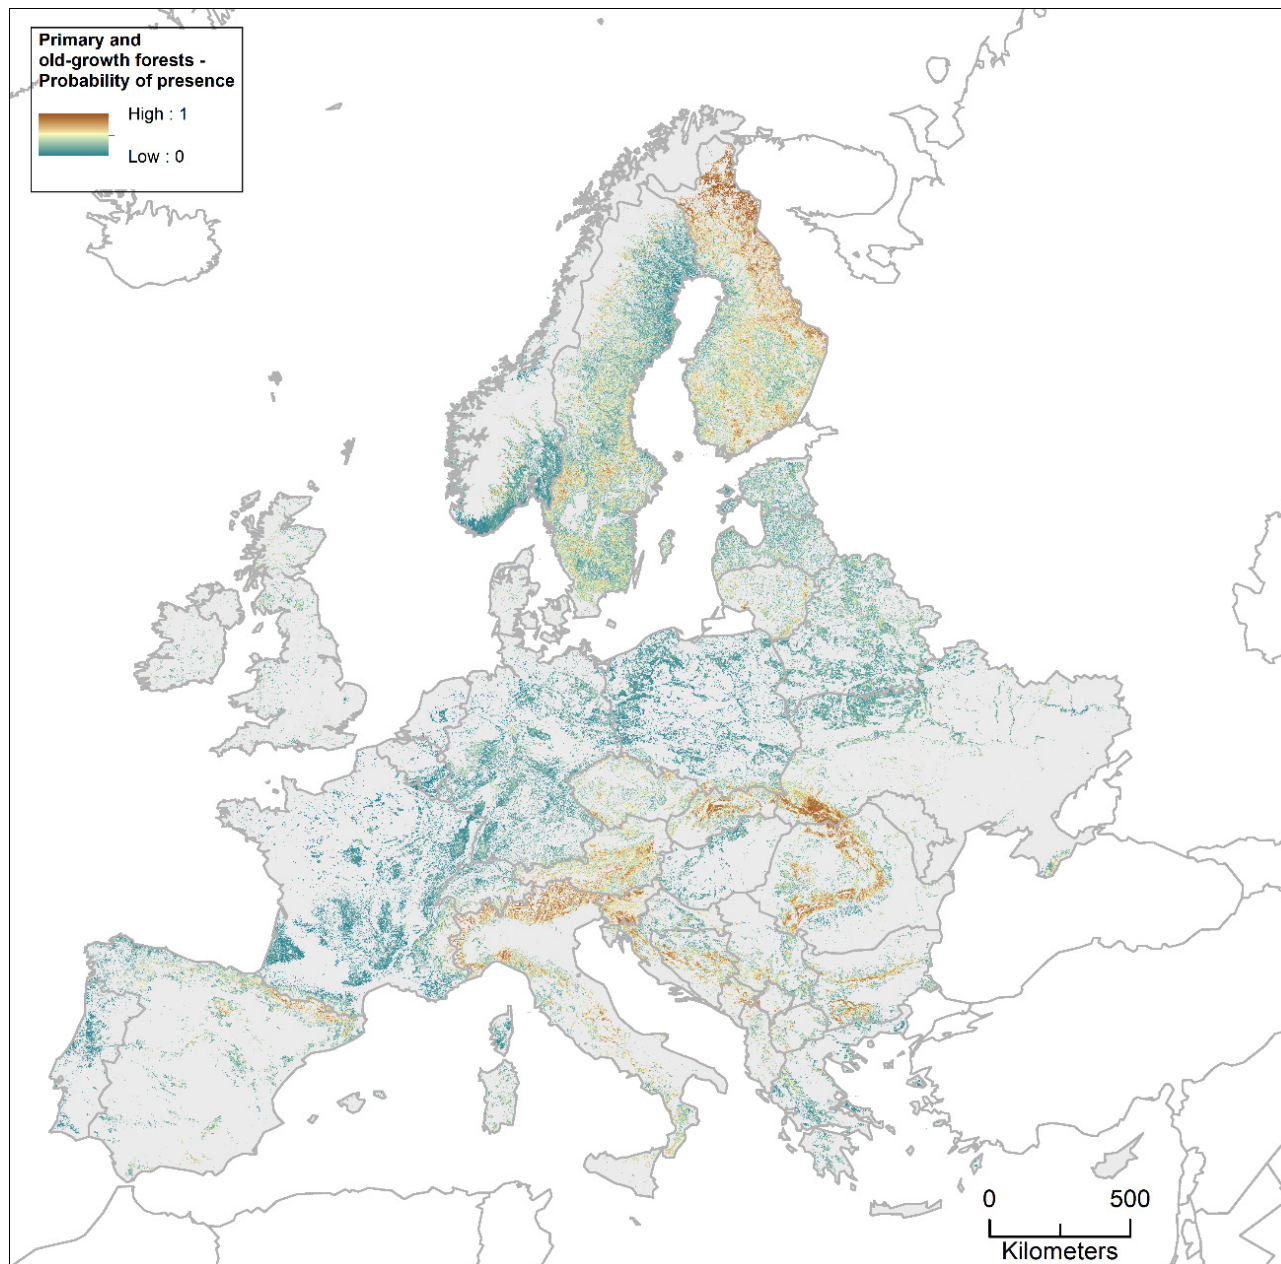 Primary and
old-growth forests -
Probability of presence
High : 1
Low : 0
0 500
Kilometers